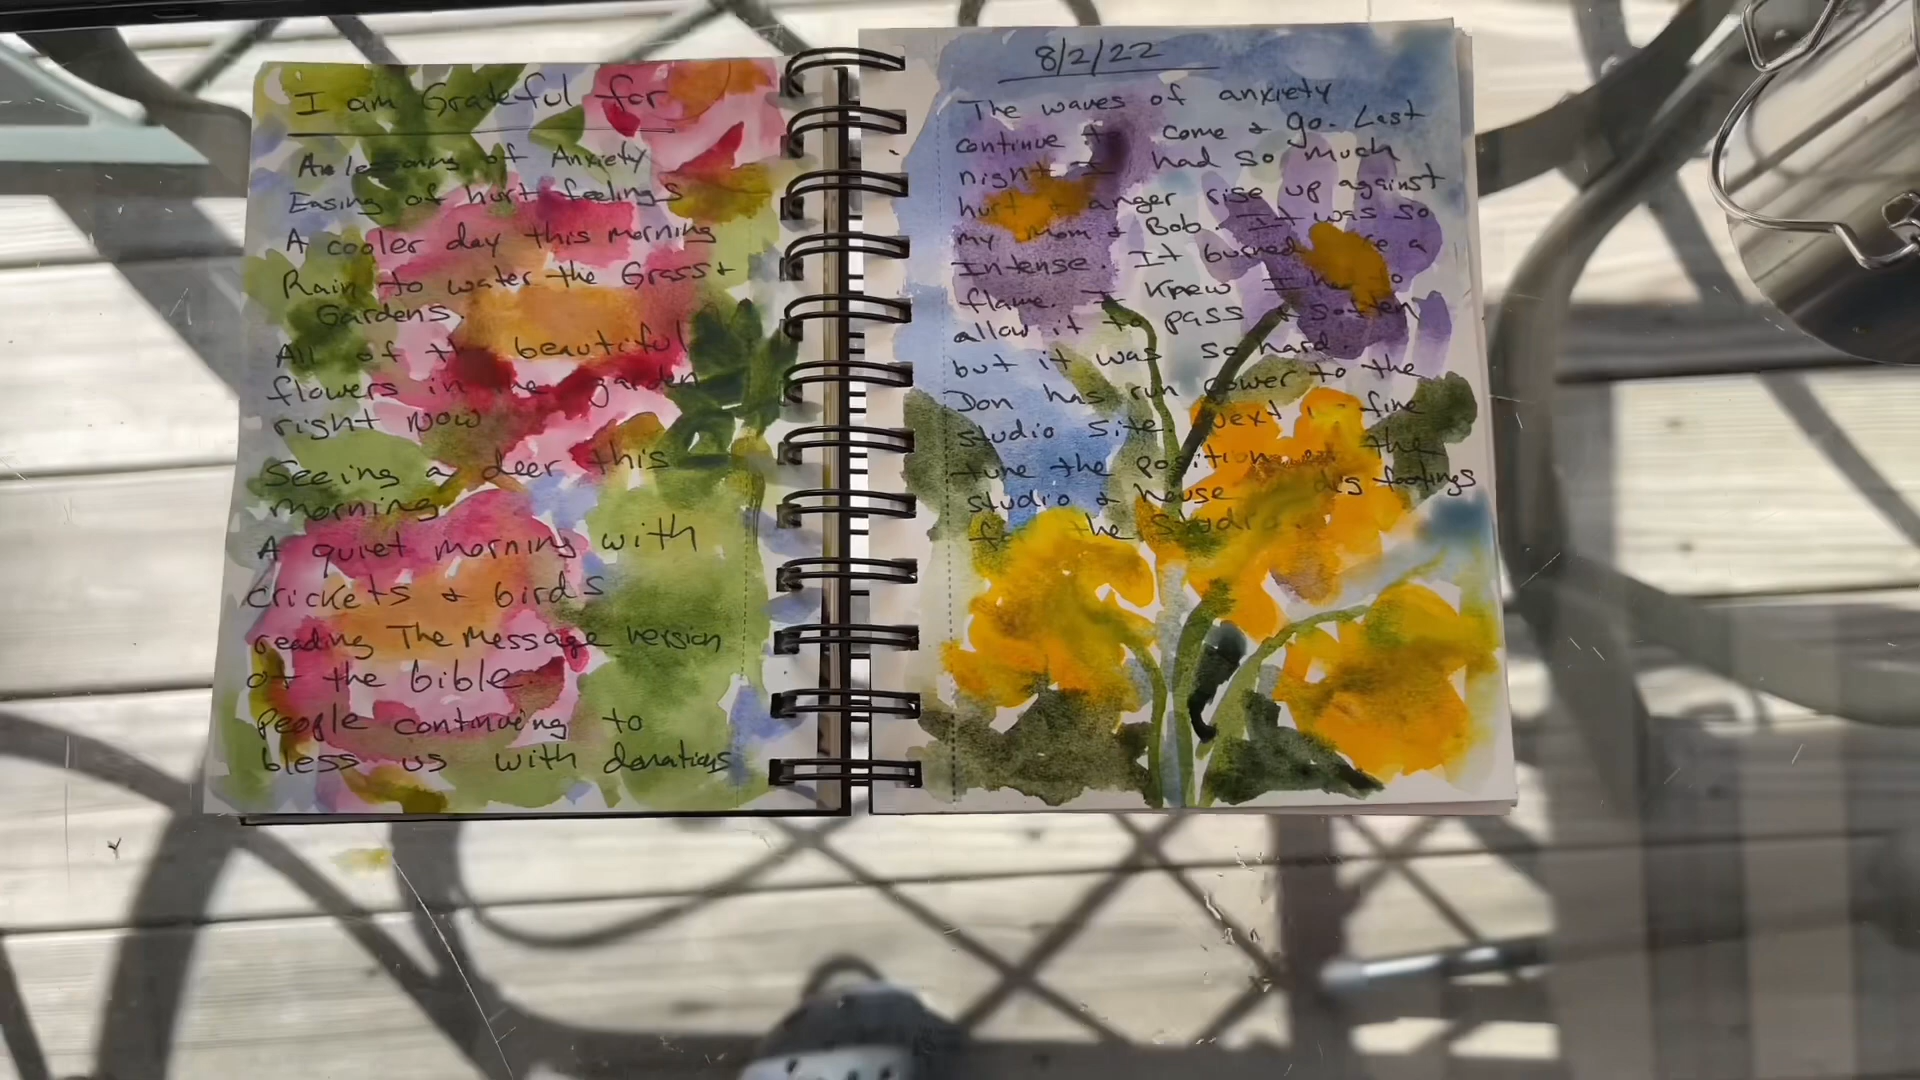 I am Grateful for
An lessoning of Anxiety
Easing of hurt feelings
A cooler day this morning
Rain to water the Grass &
Gardens.
All of the beautiful
flowers in the garden
right now
Seeing a deer this
morning.
A quiet morning with
crickets & birds
reading The Message version
of the bible.
People continuing to
bless us with donations
8/2/22
The waves of anxiety
continue to come & go. Last
night I had so much
hurt & anger rise up against
my mom & Bob. It was so
Intense. It burned like a
flame. I knew I had to
allow it to pass & soften
but it was so hard.
Don has run power to the
studio site. Next is fine
tune the position of the
studio & house dig footings
for the studio.